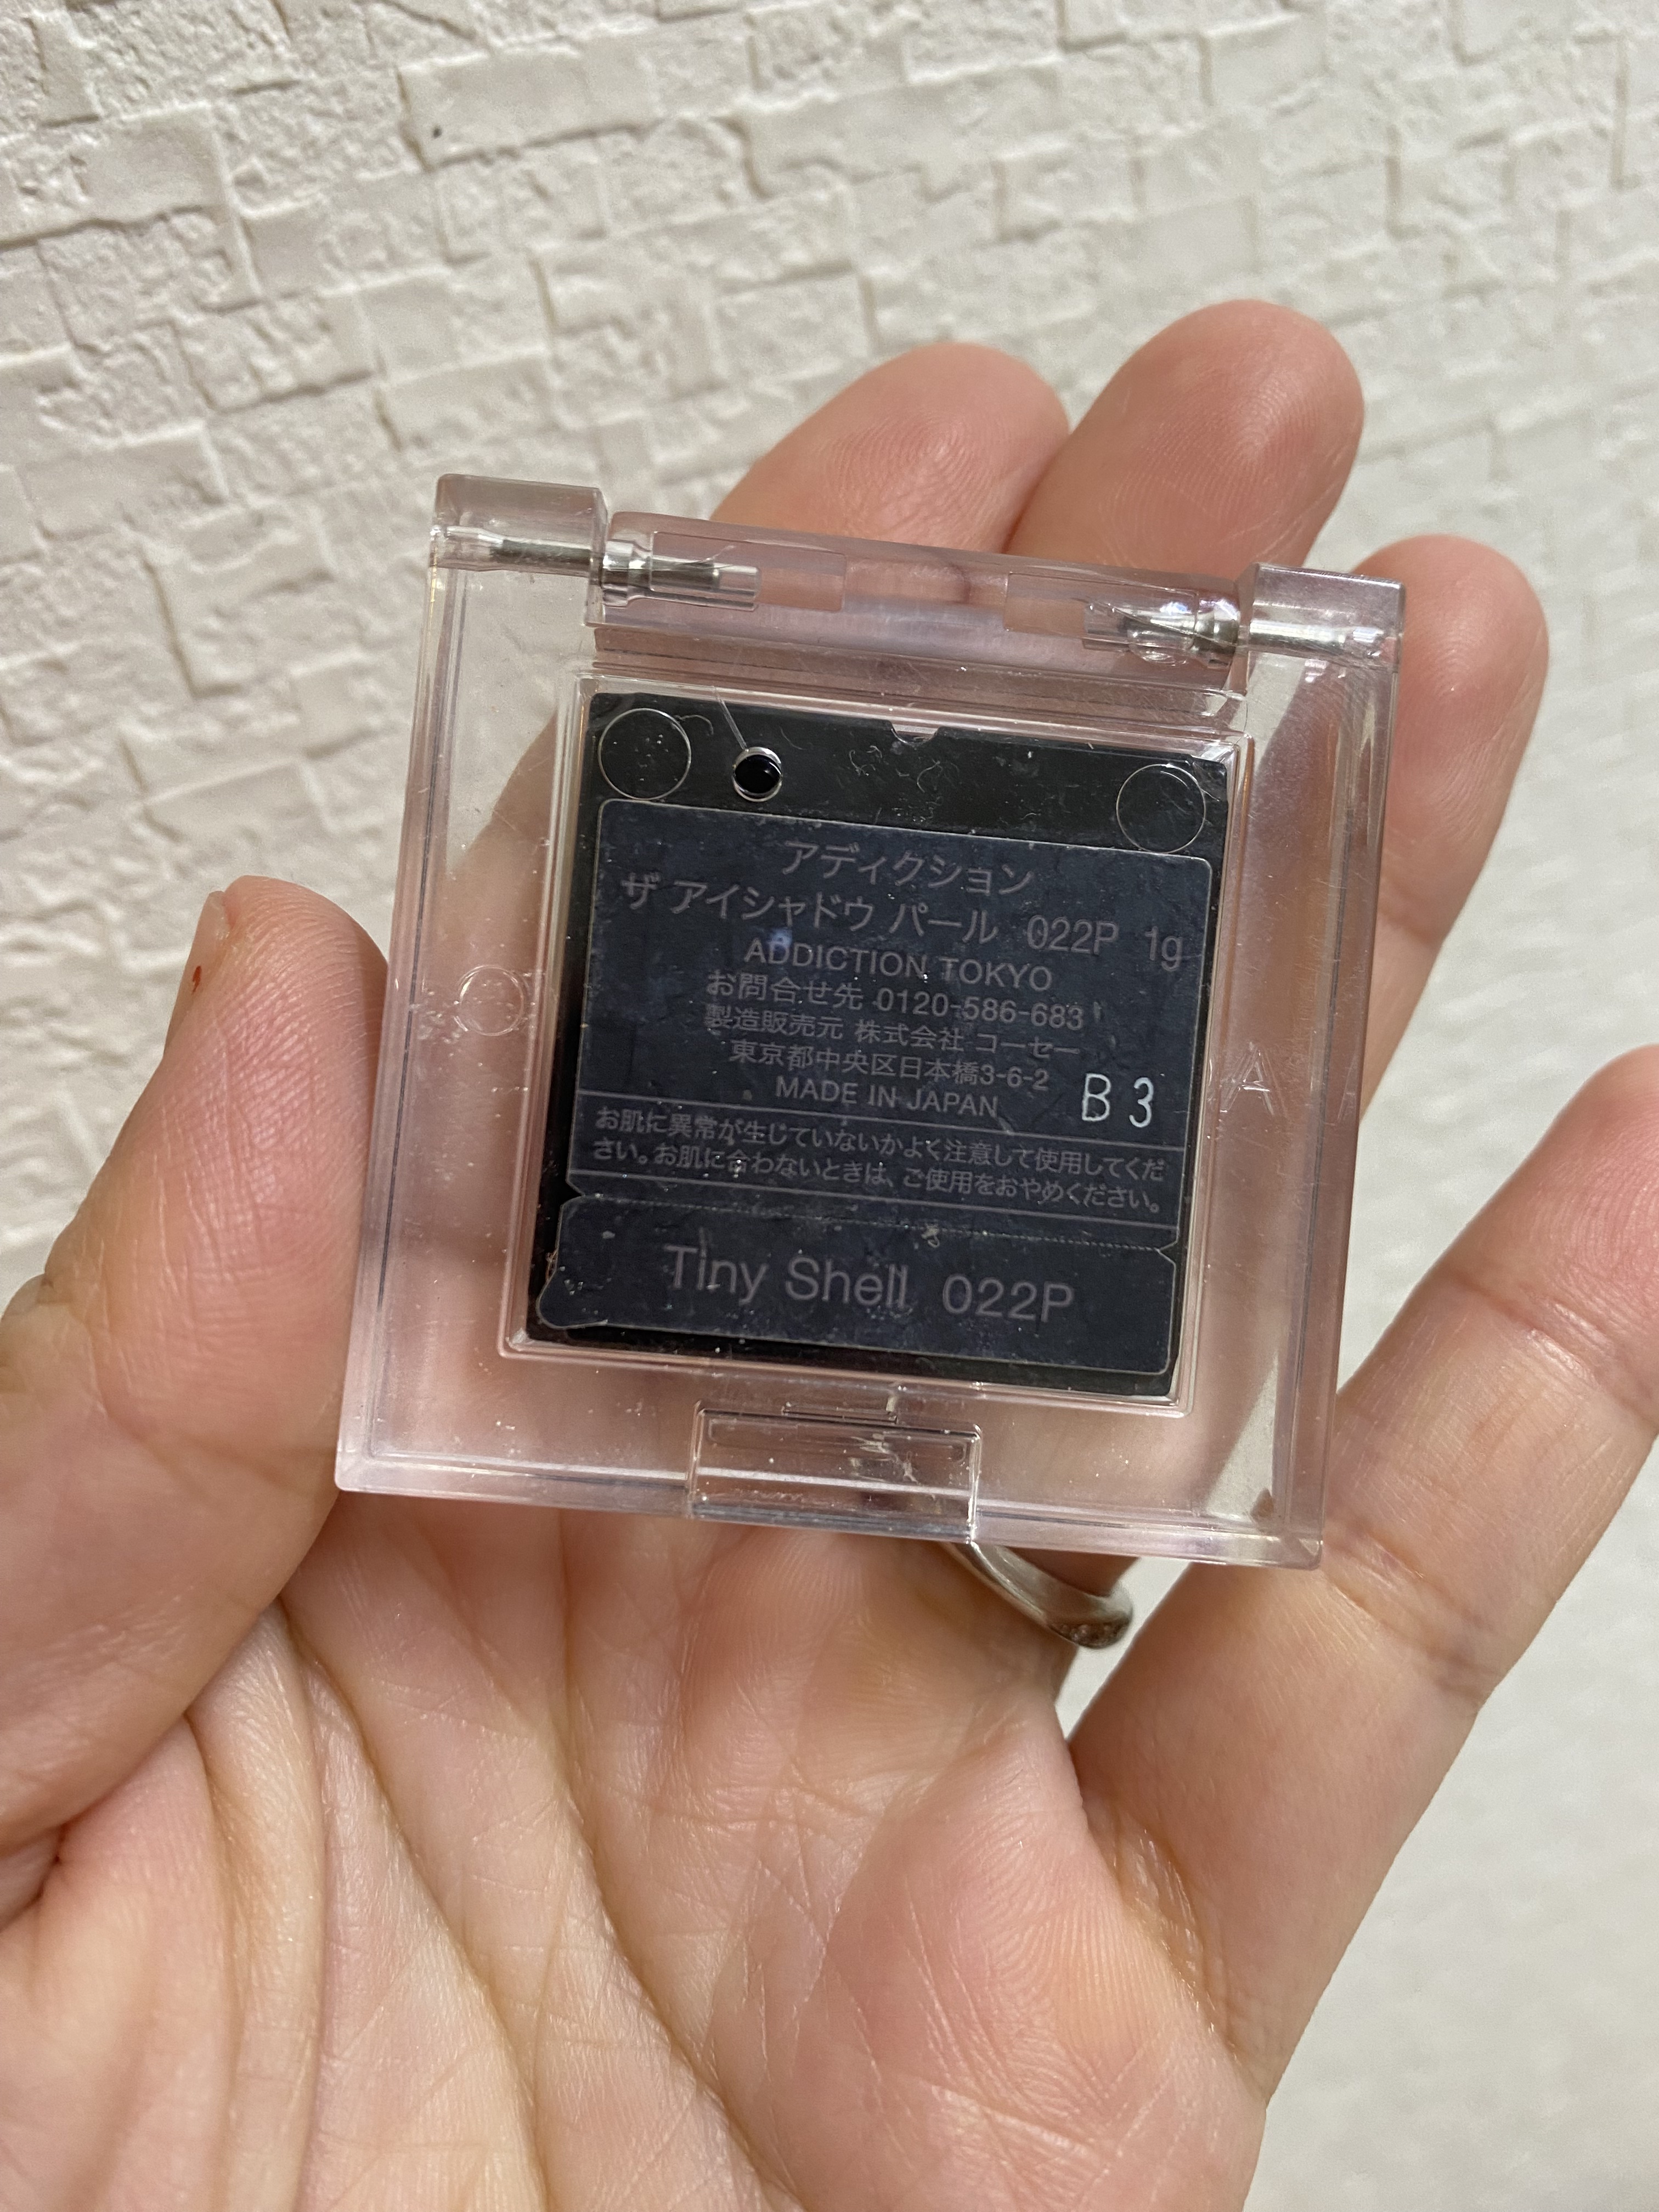 アディクション
ザ アイシャドウ パール 022P 1g
ADDICTION TOKYO
お問合せ先 0120-586-683
製造販売元 株式会社 コーセー
東京都中央区日本橋3-6-2
MADE IN JAPAN
B3
お肌に異常が生じていないかよく注意して使用してくだ
さい。お肌に合わないときは、ご使用をおやめください。
Tiny Shell 022P
A